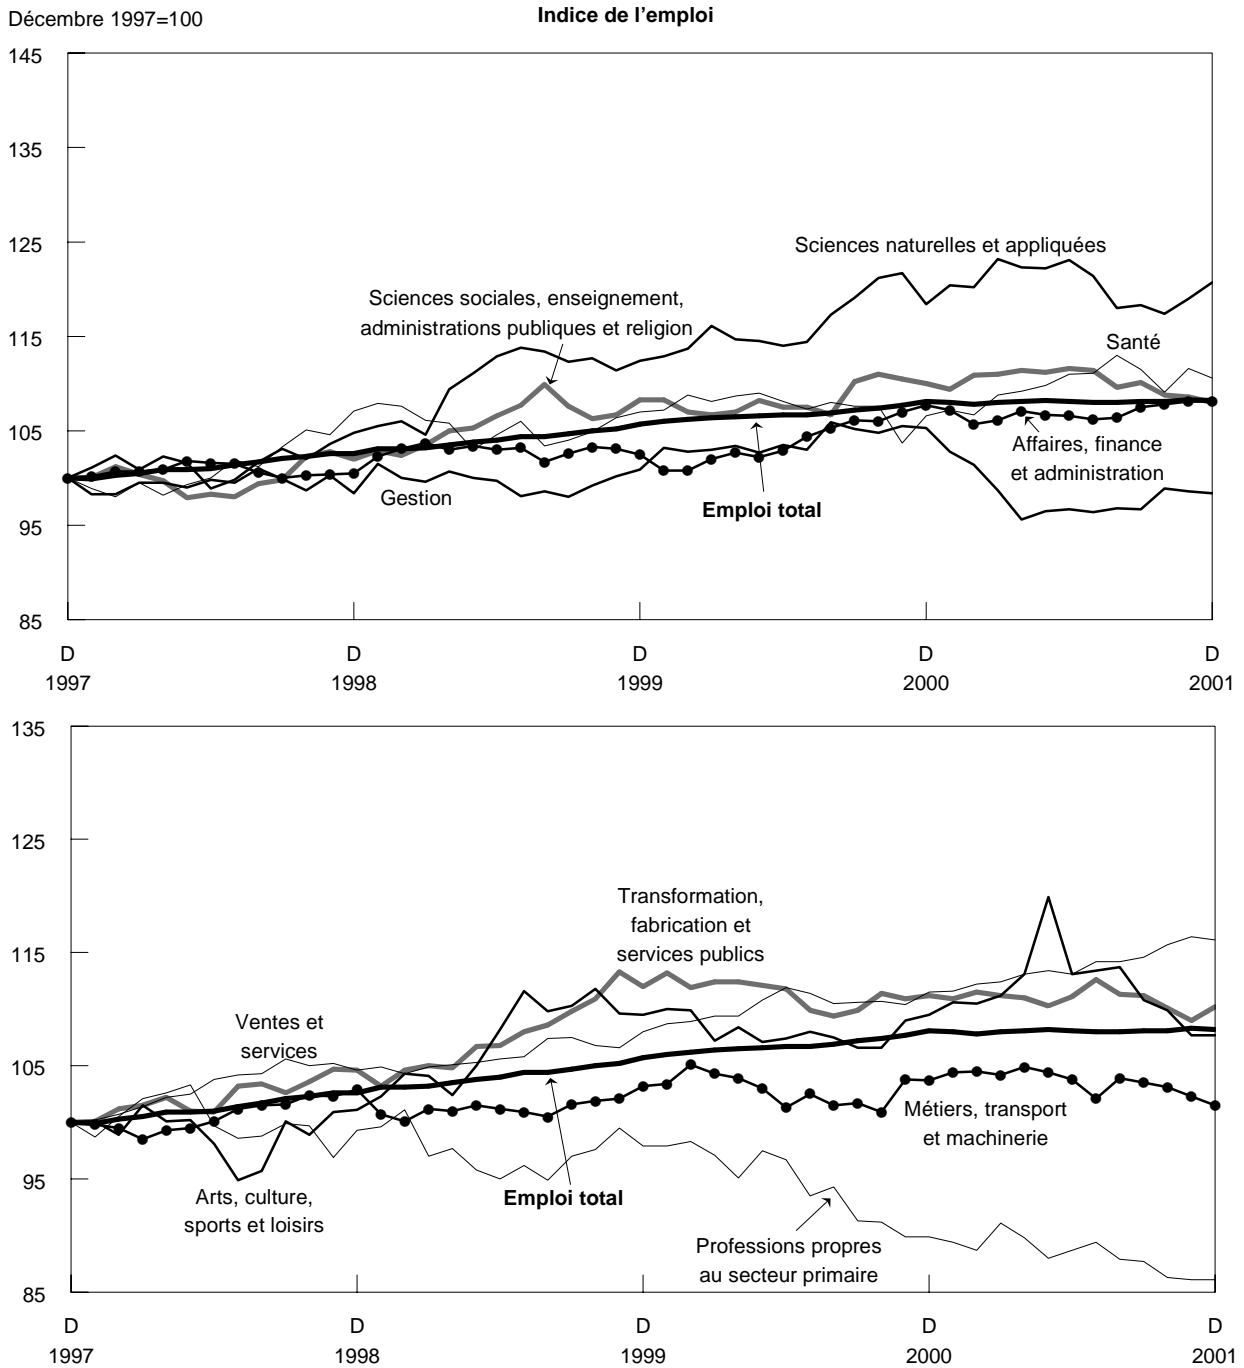 Décembre 1997=100
Indice de l'emploi
145
135
125
115
105
95
85
Sciences naturelles et appliquées
Sciences sociales, enseignement,
administrations publiques et religion
Santé
Gestion
Emploi total
Affaires, finance
et administration
D
1997
D
1998
D
1999
D
2000
D
2001
135
125
115
105
95
85
Transformation,
fabrication et
services publics
Ventes et
services
Arts, culture,
sports et loisirs
Emploi total
Métiers, transport
et machinerie
Professions propres
au secteur primaire
D
1997
D
1998
D
1999
D
2000
D
2001